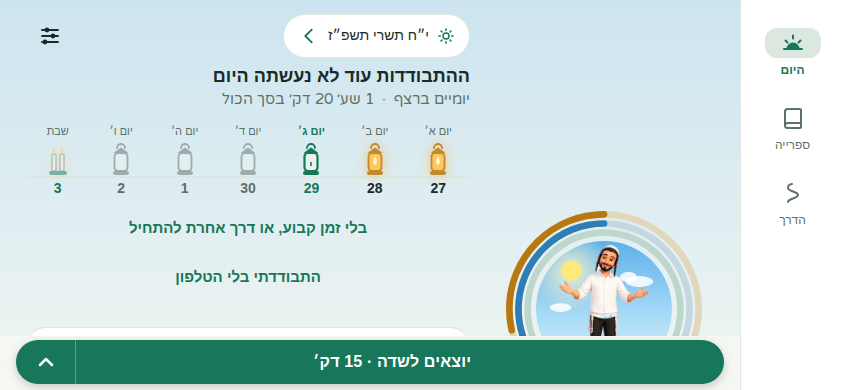 י״ח תשרי תשפ״ז
ההתבודדות עוד לא נעשתה היום
יומיים ברצף · 1 שע׳ 20 דק׳ בסך הכול
יום א׳ יום ב׳ יום ג׳ יום ד׳ יום ה׳ יום ו׳ שבת
27 28 29 30 1 2 3
בלי זמן קבוע, או דרך אחרת להתחיל
התבודדתי בלי הטלפון
יוצאים לשדה · 15 דק׳
היום
ספרייה
הדרך